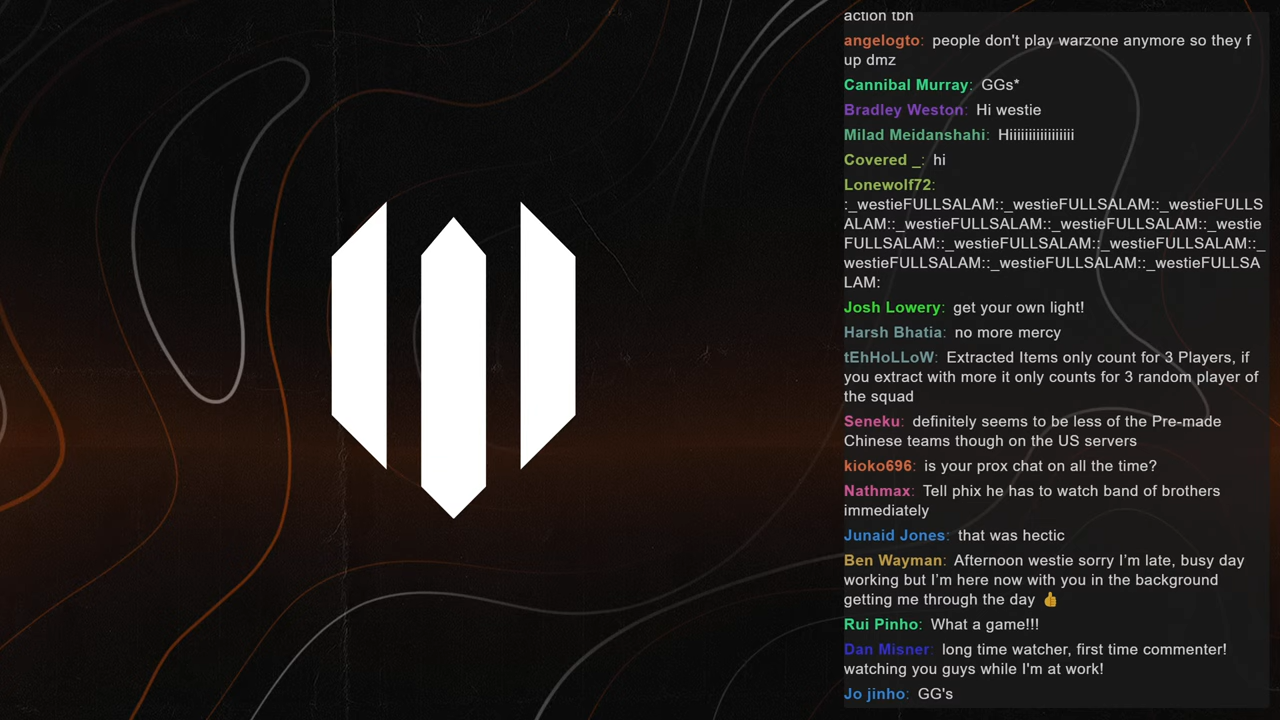 action tbh
angelogto: people don't play warzone anymore so they f
up dmz
Cannibal Murray: GGs*
Bradley Weston: Hi westie
Milad Meidanshahi: Hiiiiiiiiiiiiiiiii
Covered _: hi
Lonewolf72:
:_westieFULLSALAM::_westieFULLSALAM::_westieFULLS
ALAM::_westieFULLSALAM::_westieFULLSALAM::_westie
FULLSALAM::_westieFULLSALAM::_westieFULLSALAM::_
westieFULLSALAM::_westieFULLSALAM::_westieFULLSA
LAM:
Josh Lowery: get your own light!
Harsh Bhatia: no more mercy
tEhHoLLoW: Extracted Items only count for 3 Players, if
you extract with more it only counts for 3 random player of
the squad
Seneku: definitely seems to be less of the Pre-made
Chinese teams though on the US servers
kioko696: is your prox chat on all the time?
Nathmax: Tell phix he has to watch band of brothers
immediately
Junaid Jones: that was hectic
Ben Wayman: Afternoon westie sorry I’m late, busy day
working but I’m here now with you in the background
getting me through the day 👍
Rui Pinho: What a game!!!
Dan Misner: long time watcher, first time commenter!
watching you guys while I'm at work!
Jo jinho: GG's